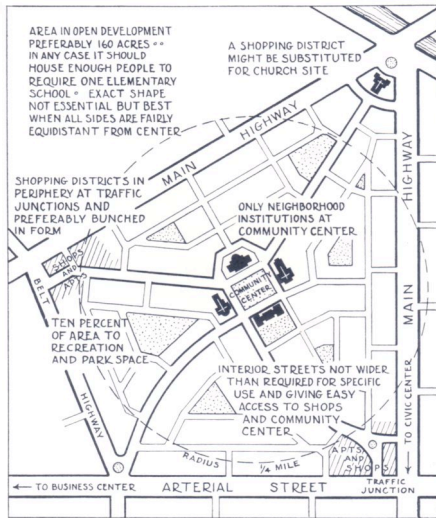 AREA IN OPEN DEVELOPMENT
PREFERABLY 160 ACRES ==
IN ANY CASE IT SHOULD
HOUSE ENOUGH PEOPLE TO
REQUIRE ONE ELEMENTARY
SCHOOL = EXACT SHAPE
NOT ESSENTIAL BUT BEST
WHEN ALL SIDES ARE FAIRLY
EQUIDISTANT FROM CENTER
A SHOPPING DISTRICT
MIGHT BE SUBSTITUTED
FOR CHURCH SITE
MAIN HIGHWAY
HIGHWAY
MAIN
SHOPPING DISTRICTS IN
PERIPHERY AT TRAFFIC
JUNCTIONS AND
PREFERABLY BUNCHED
IN FORM
ONLY NEIGHBORHOOD
INSTITUTIONS AT
COMMUNITY CENTER
SHOPS
AND
APTS
BELT
HIGHWAY
COMMUNITY
CENTER
TEN PERCENT
OF AREA TO
RECREATION
AND PARK SPACE
INTERIOR STREETS NOT WIDER
THAN REQUIRED FOR SPECIFIC
USE AND GIVING EASY
ACCESS TO SHOPS
AND COMMUNITY
CENTER
TO CIVIC CENTER
RADIUS 1/4 MILE
APTS
AND
SHOPS
TRAFFIC
JUNCTION
← TO BUSINESS CENTER
ARTERIAL STREET